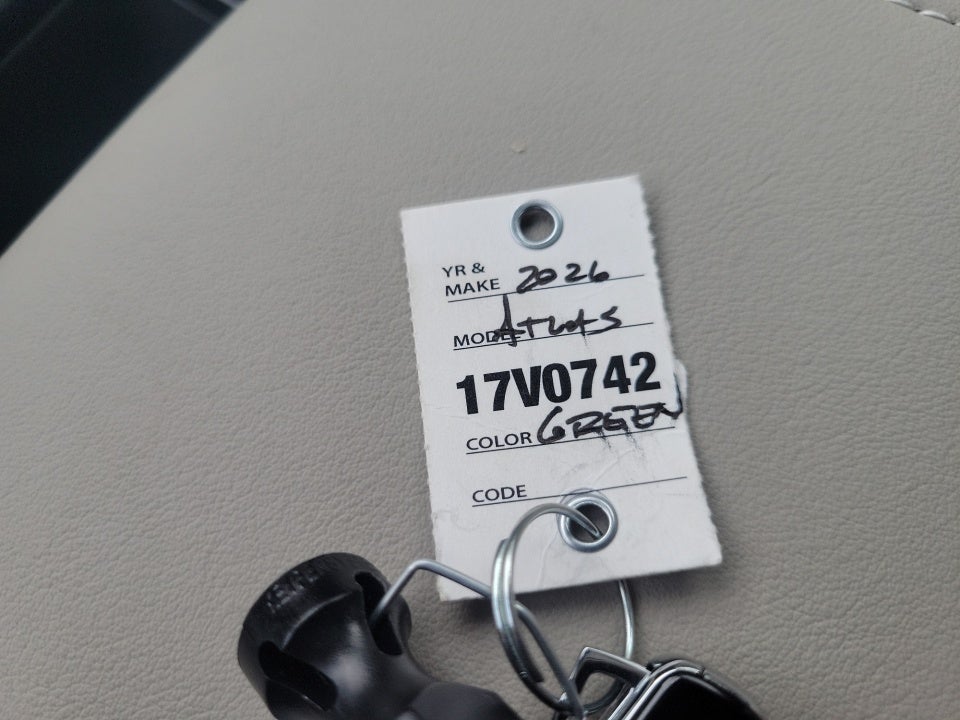 YR &
MAKE 2026
MODEL Atlas
17V0742
COLOR GREEN
CODE